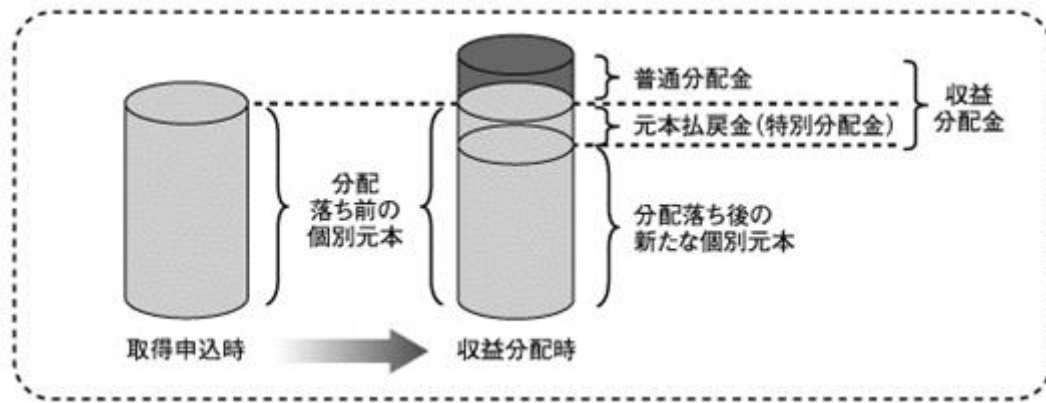 普通分配金
収益
分配金
元本払戻金(特別分配金)
分配
落ち前の
個別元本
分配落ち後の
新たな個別元本
取得申込時
収益分配時